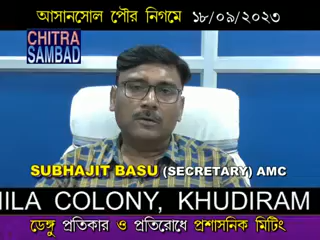 আসানসোল পৌর নিগমে ১৮/০৯/২০২৩
CHITRA
SAMBAD
SUBHAJIT BASU (SECRETARY) AMC
ILA COLONY, KHUDIRAM
ডেঙ্গু প্রতিকার ও প্রতিরোধে প্রশাসনিক মিটিং